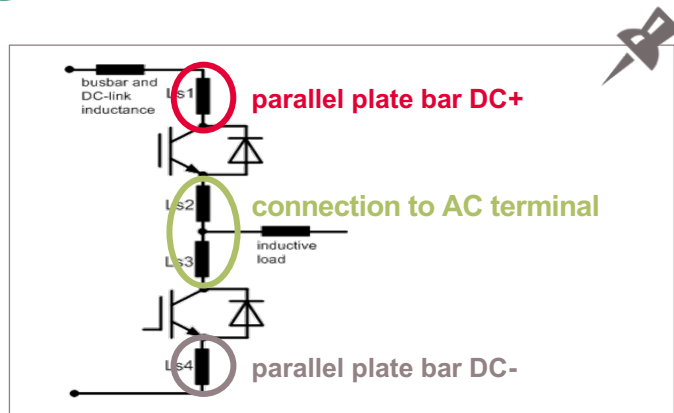 busbar and
DC-link
inductance
Ls1
parallel plate bar DC+
Ls2
connection to AC terminal
inductive
load
Ls3
Ls4
parallel plate bar DC-